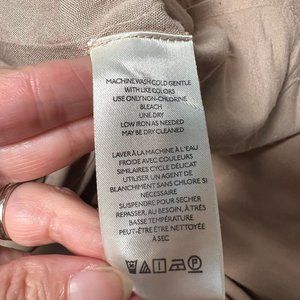 MACHINE WASH COLD GENTLE
WITH LIKE COLORS
USE ONLY NON-CHLORINE
BLEACH
LINE DRY
LOW IRON AS NEEDED
MAY BE DRY CLEANED
LAVER À LA MACHINE À L'EAU
FROIDE AVEC COULEURS
SIMILAIRES CYCLE DÉLICAT
UTILISER UN AGENT DE
BLANCHIMENT SANS CHLORE SI
NÉCESSAIRE
SUSPENDRE POUR SÉCHER
REPASSER, AU BESOIN, À TRÈS
BASSE TEMPÉRATURE
PEUT-ÊTRE ÊTRE NETTOYÉE
À SEC